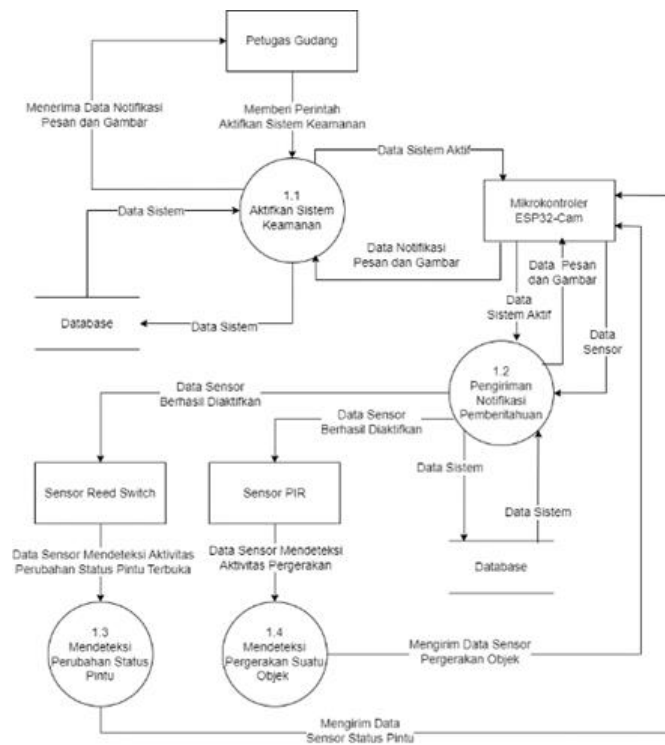 Petugas Gudang
Menerima Data Notifikasi
Pesan dan Gambar
Memberi Perintah
Aktifkan Sistem Keamanan
Data Sistem Aktif
1.1
Aktifkan Sistem
Keamanan
Mikrokontroler
ESP32-Cam
Data Sistem
Data Notifikasi
Pesan dan Gambar
Data Pesan
dan Gambar
Data
Sistem Aktif
Data
Sensor
Database
Data Sistem
1.2
Pengiriman
Notifikasi
Pemberitahuan
Data Sensor
Berhasil Diaktifkan
Data Sensor
Berhasil Diaktifkan
Data Sistem
Sensor Reed Switch
Sensor PIR
Data Sistem
Data Sensor Mendeteksi Aktivitas
Perubahan Status Pintu Terbuka
Data Sensor Mendeteksi
Aktivitas Pergerakan
Database
1.3
Mendeteksi
Perubahan Status
Pintu
1.4
Mendeteksi
Pergerakan Suatu
Objek
Mengirim Data Sensor
Pergerakan Objek
Mengirim Data
Sensor Status Pintu